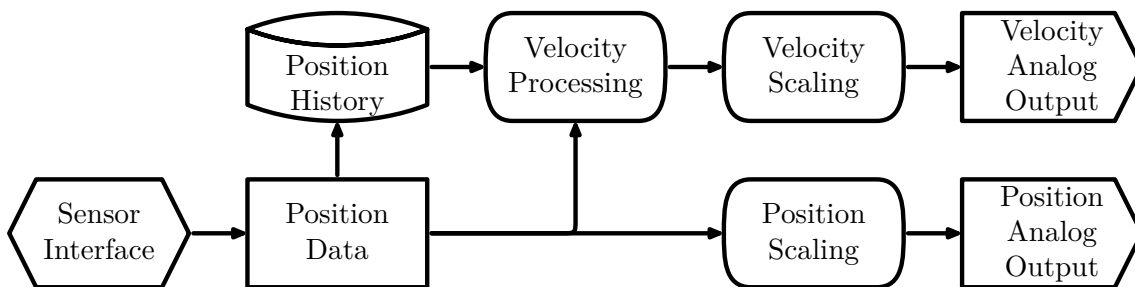 Position
History
Velocity
Processing
Velocity
Scaling
Velocity
Analog
Output
Sensor
Interface
Position
Data
Position
Scaling
Position
Analog
Output